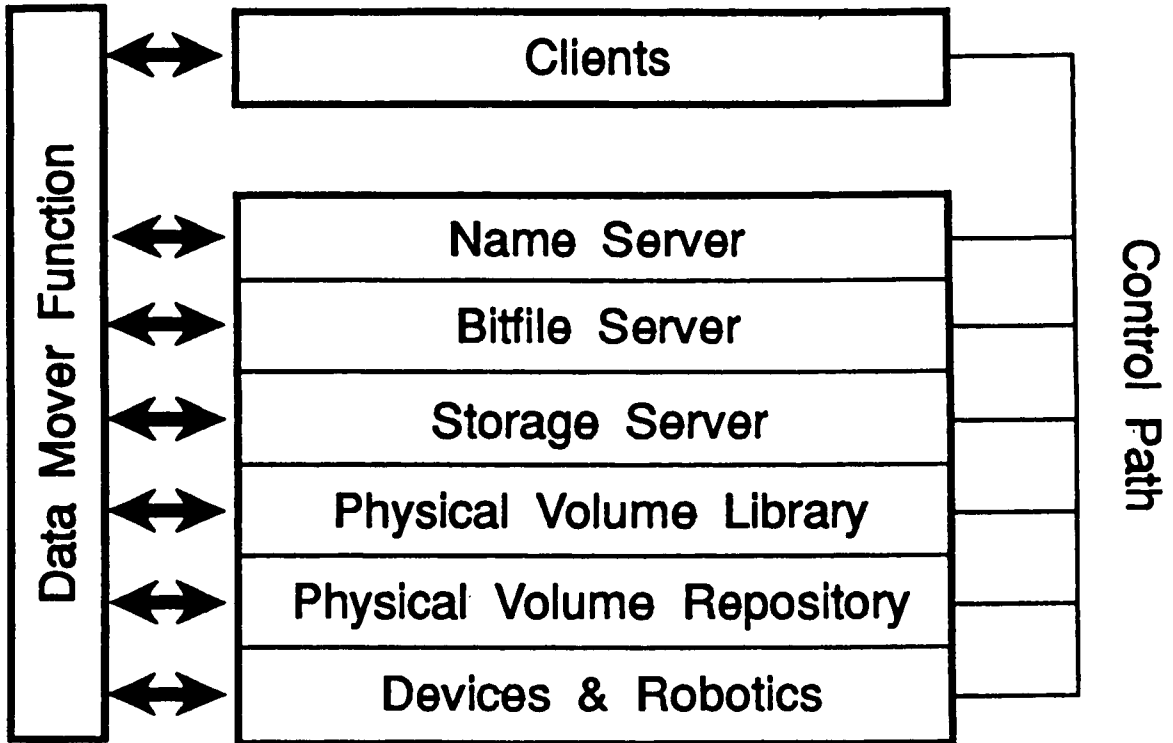 Data Mover Function
Clients
Name Server
Bitfile Server
Storage Server
Physical Volume Library
Physical Volume Repository
Devices & Robotics
Control Path